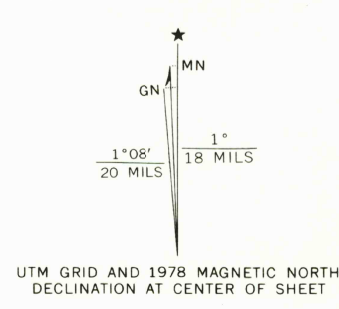 ★
MN
GN
1°08'
20 MILS
1°
18 MILS
UTM GRID AND 1978 MAGNETIC NORTH
DECLINATION AT CENTER OF SHEET